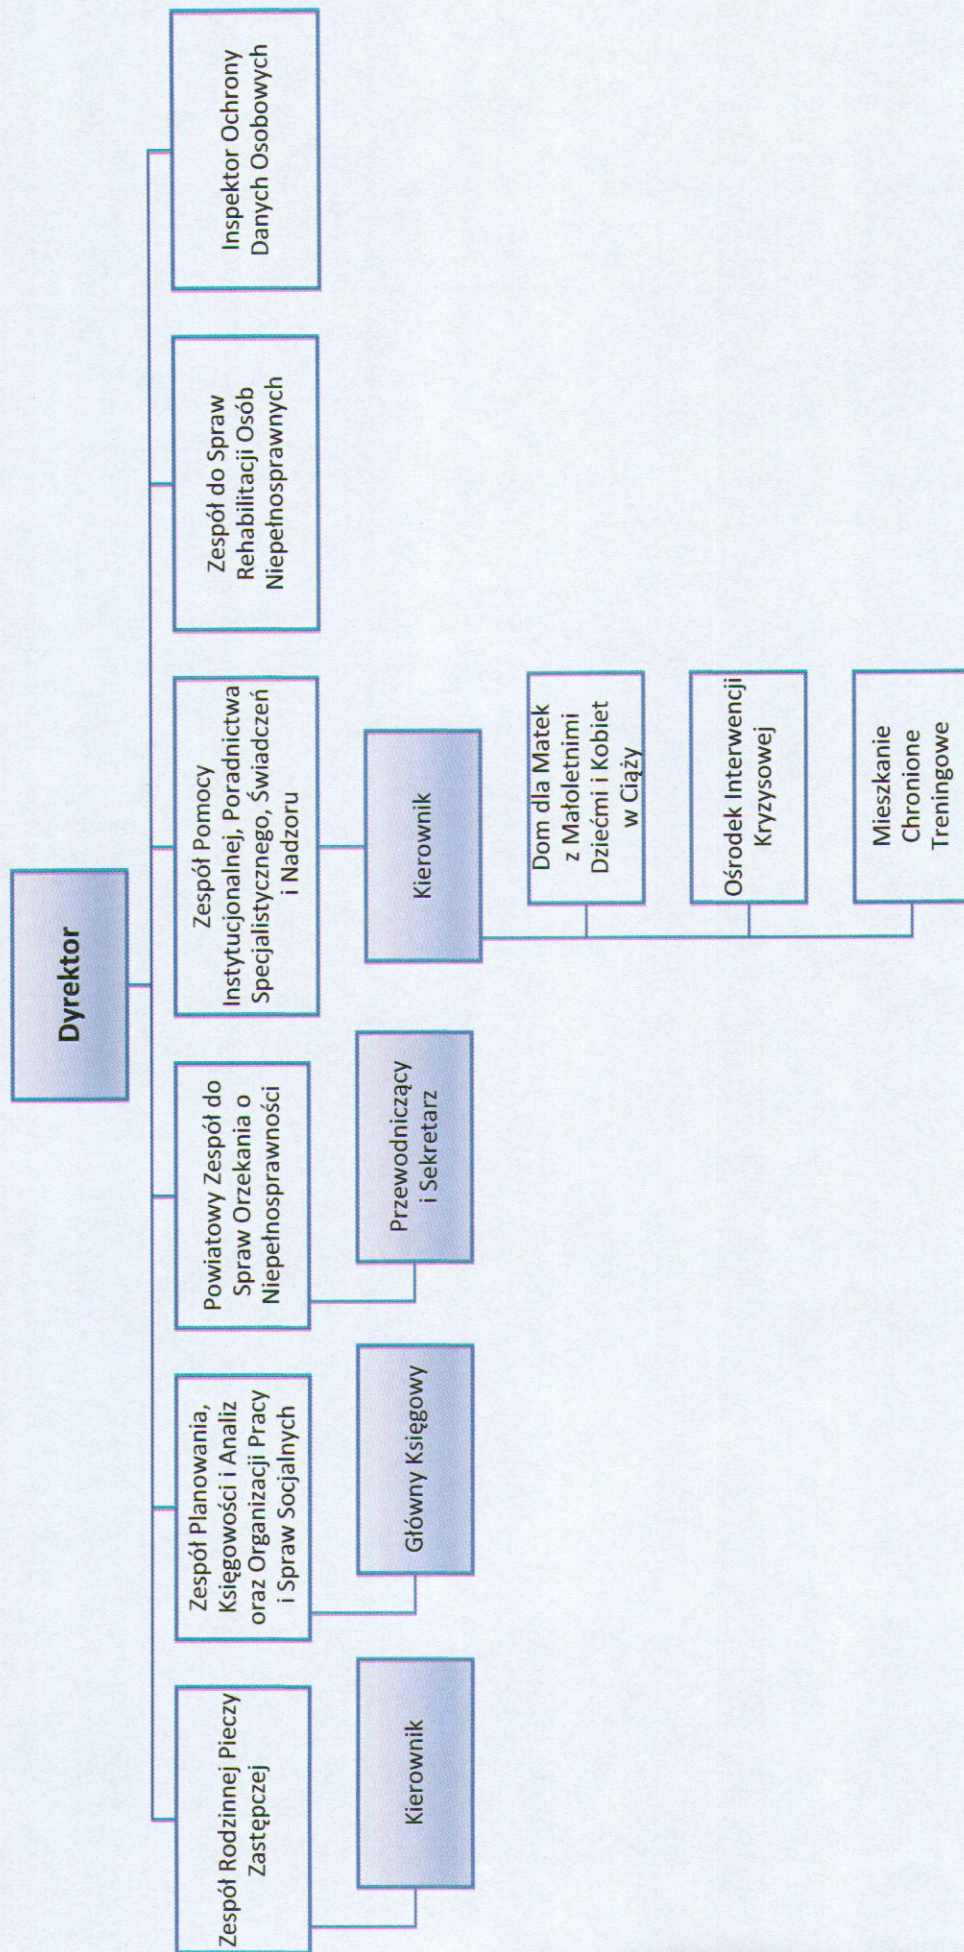 Dyrektor
Zespół Rodzinnej Pieczy
Zastępczej
Kierownik
Zespół Planowania,
Księgowości i Analiz
oraz Organizacji Pracy
i Spraw Socjalnych
Główny Księgowy
Powiatowy Zespół do
Spraw Orzekania o
Niepełnosprawności
Przewodniczący
i Sekretarz
Zespół Pomocy
Instytucjonalnej, Poradnictwa
Specjalistycznego, Świadczeń
i Nadzoru
Kierownik
Dom dla Matek
z Małoletnimi
Dziećmi i Kobiet
w Ciąży
Ośrodek Interwencji
Kryzysowej
Mieszkanie
Chronione
Treningowe
Zespół do Spraw
Rehabilitacji Osób
Niepełnosprawnych
Inspektor Ochrony
Danych Osobowych